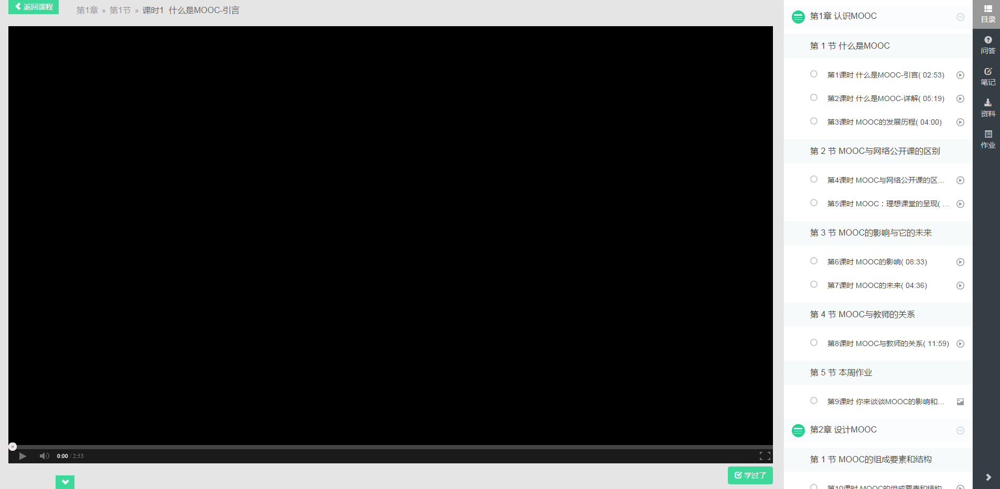 返回课程
第1章 » 第1节 » 课时1 什么是MOOC-引言
0:00 / 2:53
学过了
第1章 认识MOOC
第 1 节 什么是MOOC
第1课时 什么是MOOC-引言( 02:53)
第2课时 什么是MOOC-详解( 05:19)
第3课时 MOOC的发展历程( 04:00)
第 2 节 MOOC与网络公开课的区别
第4课时 MOOC与网络公开课的区...
第5课时 MOOC：理想课堂的呈现( ...
第 3 节 MOOC的影响与它的未来
第6课时 MOOC的影响( 08:33)
第7课时 MOOC的未来( 04:36)
第 4 节 MOOC与教师的关系
第8课时 MOOC与教师的关系( 11:59)
第 5 节 本周作业
第9课时 你来谈谈MOOC的影响和...
第2章 设计MOOC
第 1 节 MOOC的组成要素和结构
第10课时 MOOC的组成要素和结构
目录
问答
笔记
资料
作业